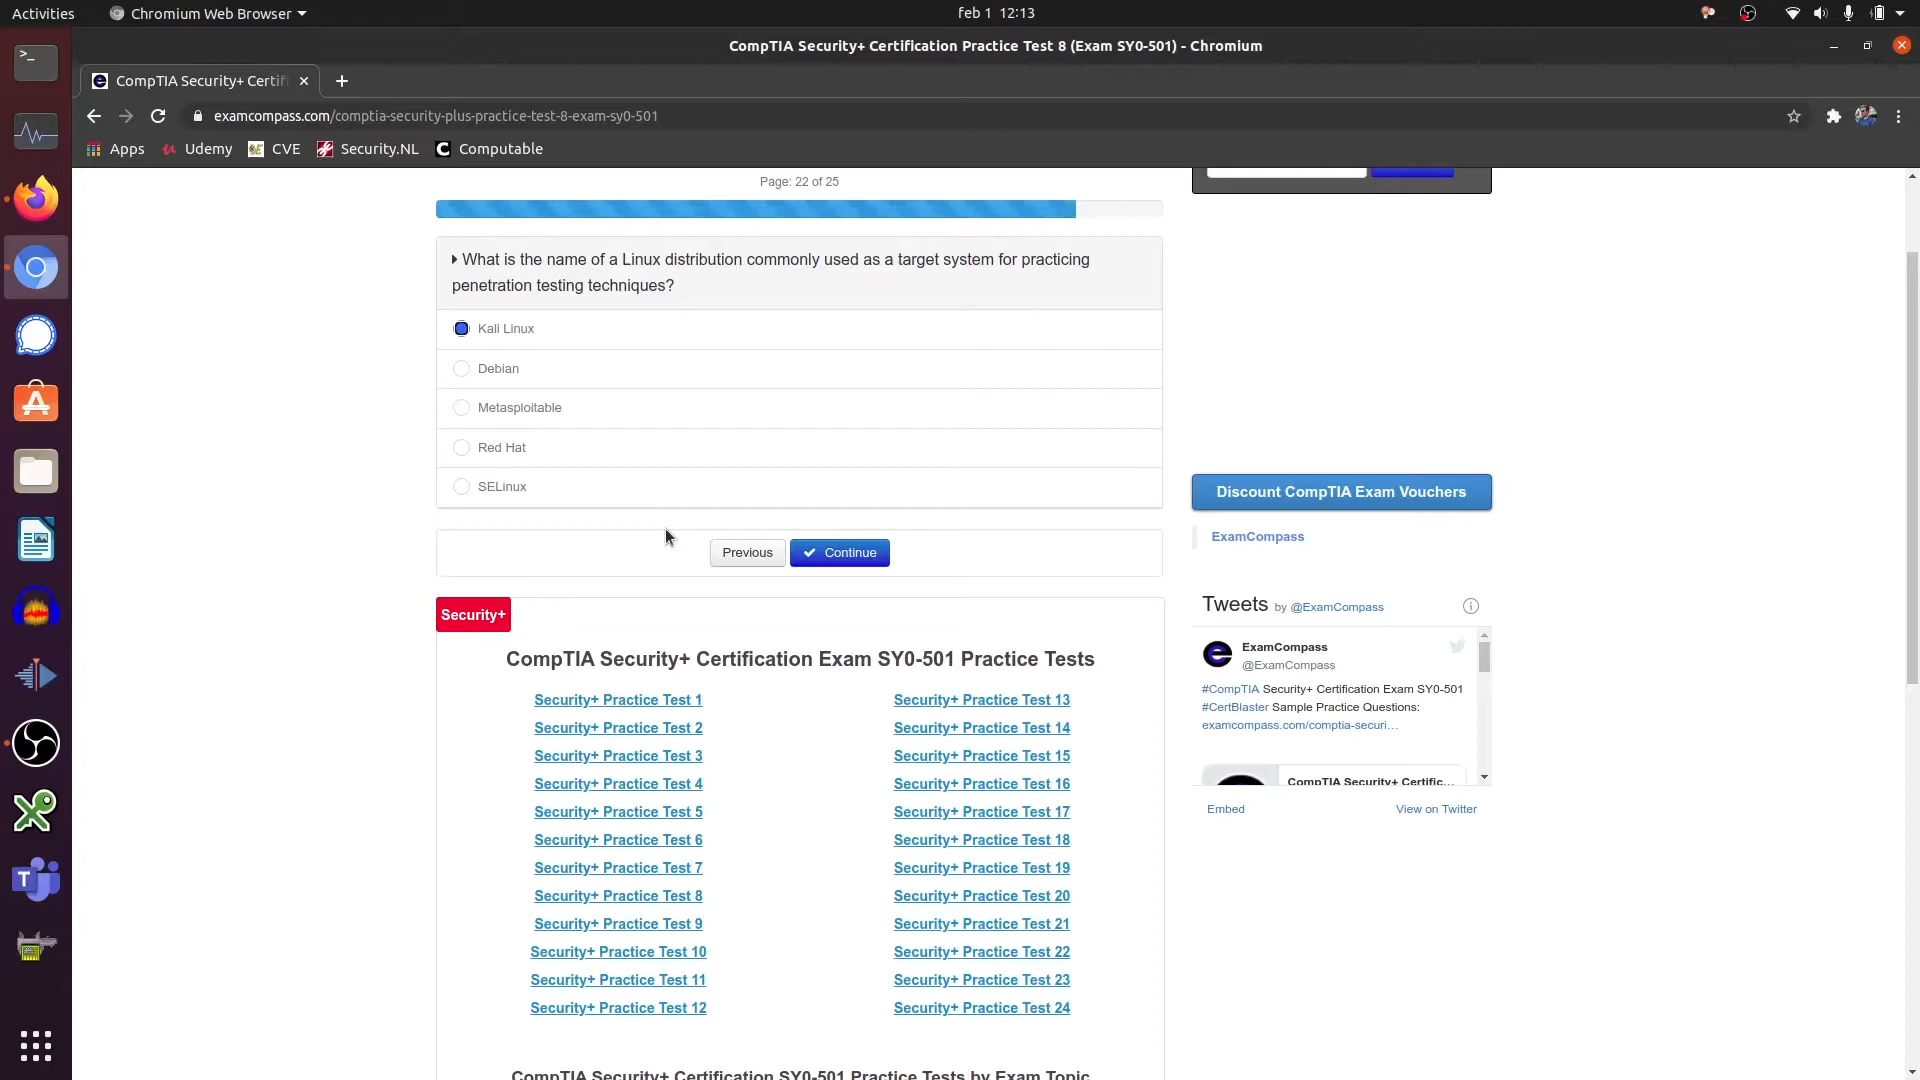 Activities
Chromium Web Browser
feb 1 12:13
CompTIA Security+ Certification Practice Test 8 (Exam SY0-501) - Chromium
CompTIA Security+ Certif
examcompass.com/comptia-security-plus-practice-test-8-exam-sy0-501
Apps
Udemy
CVE
Security.NL
Computable
Page: 22 of 25
What is the name of a Linux distribution commonly used as a target system for practicing
penetration testing techniques?
Kali Linux
Debian
Metasploitable
Red Hat
SELinux
Previous
Continue
Security+
CompTIA Security+ Certification Exam SY0-501 Practice Tests
Security+ Practice Test 1
Security+ Practice Test 2
Security+ Practice Test 3
Security+ Practice Test 4
Security+ Practice Test 5
Security+ Practice Test 6
Security+ Practice Test 7
Security+ Practice Test 8
Security+ Practice Test 9
Security+ Practice Test 10
Security+ Practice Test 11
Security+ Practice Test 12
Security+ Practice Test 13
Security+ Practice Test 14
Security+ Practice Test 15
Security+ Practice Test 16
Security+ Practice Test 17
Security+ Practice Test 18
Security+ Practice Test 19
Security+ Practice Test 20
Security+ Practice Test 21
Security+ Practice Test 22
Security+ Practice Test 23
Security+ Practice Test 24
CompTIA Security+ Certification SY0-501 Practice Tests by Exam Topic
Discount CompTIA Exam Vouchers
ExamCompass
Tweets by @ExamCompass
ExamCompass
@ExamCompass
#CompTIA Security+ Certification Exam SY0-501
#CertBlaster Sample Practice Questions:
examcompass.com/comptia-securi…
CompTIA Security+ Certific...
Embed
View on Twitter